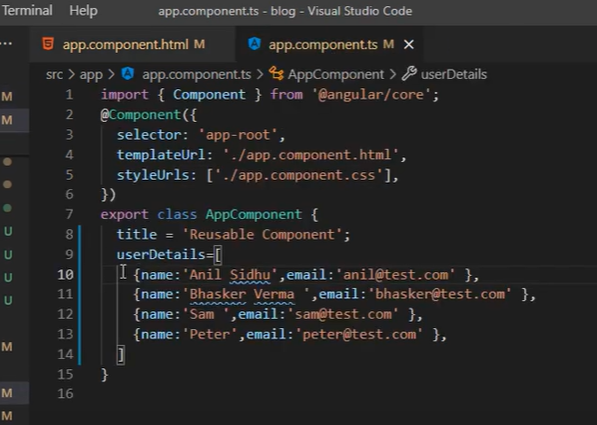 Terminal Help app.component.ts - blog - Visual Studio Code
... app.component.html M app.component.ts M ×
src > app > app.component.ts > AppComponent > userDetails
M 1 import { Component } from '@angular/core';
M 2 @Component({
3 selector: 'app-root',
4 templateUrl: './app.component.html',
5 styleUrls: ['./app.component.css'],
6 })
7 export class AppComponent {
U 8 title = 'Reusable Component';
U 9 userDetails=[
U 10 {name:'Anil Sidhu',email:'anil@test.com' },
U 11 {name:'Bhasker Verma ',email:'bhasker@test.com' },
12 {name:'Sam ',email:'sam@test.com' },
13 {name:'Peter',email:'peter@test.com' },
M 14 ]
15 }
M 16
M